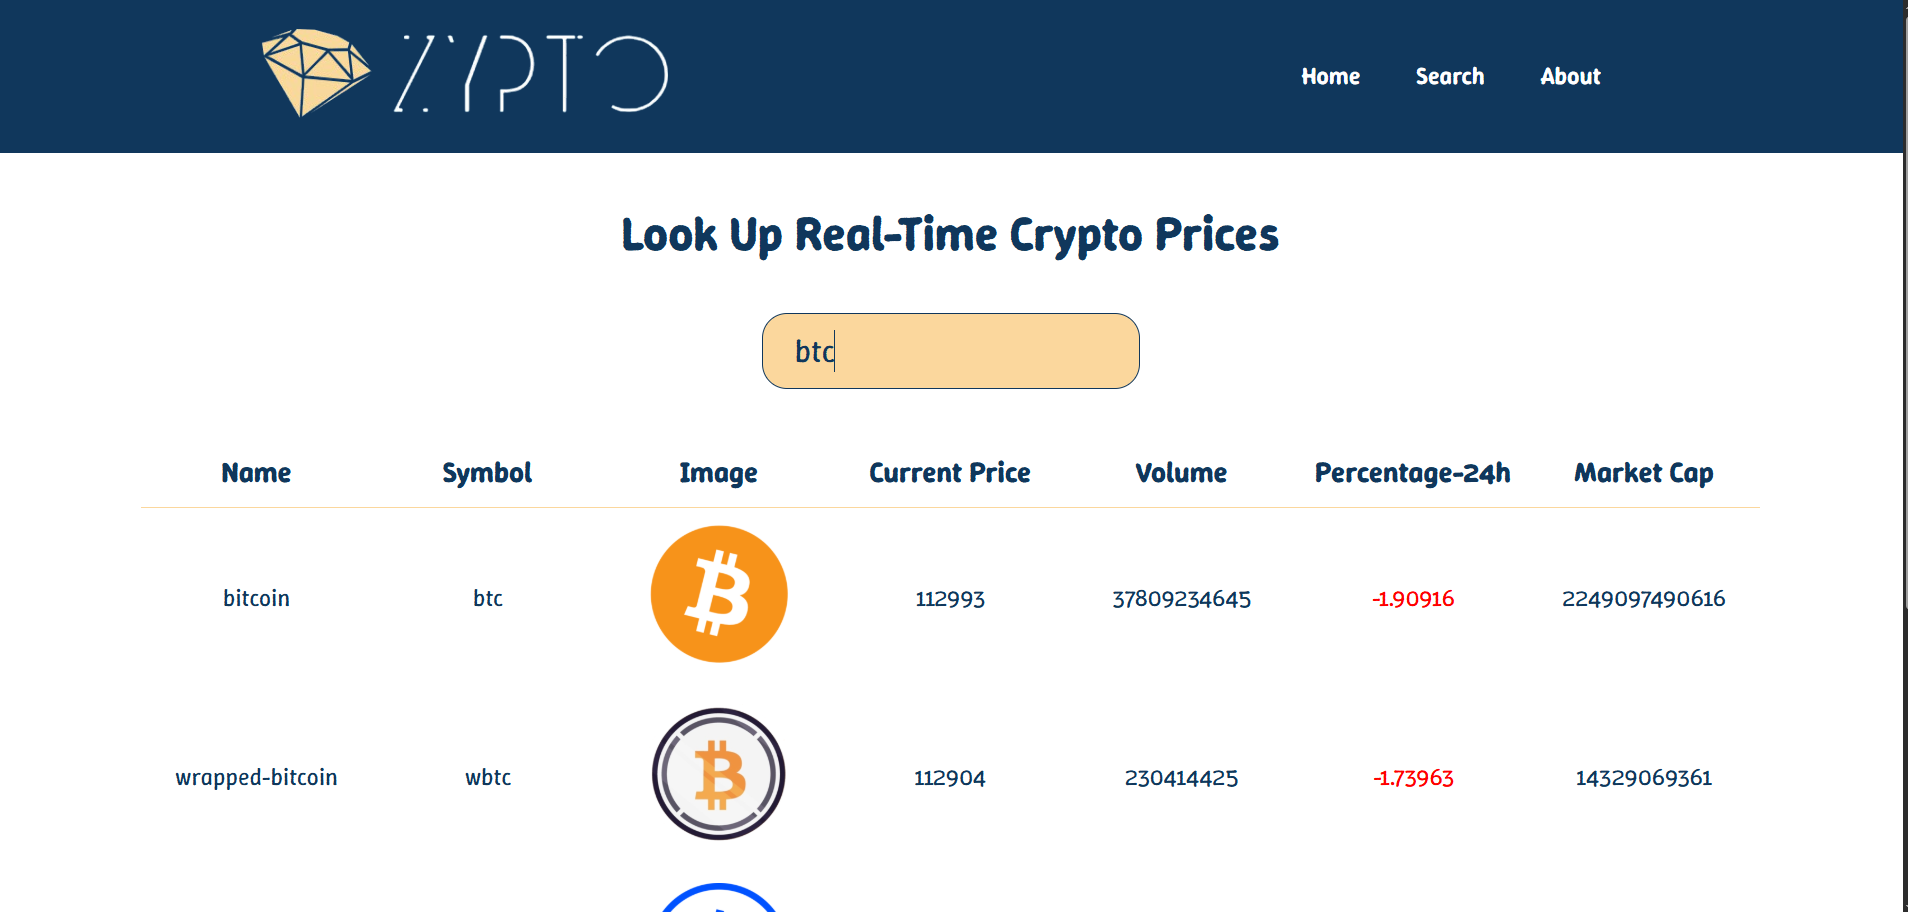 ZYPTO
Home Search About
Look Up Real-Time Crypto Prices
btc
Name Symbol Image Current Price Volume Percentage-24h Market Cap
bitcoin btc 112993 37809234645 -1.90916 2249097490616
wrapped-bitcoin wbtc 112904 230414425 -1.73963 14329069361